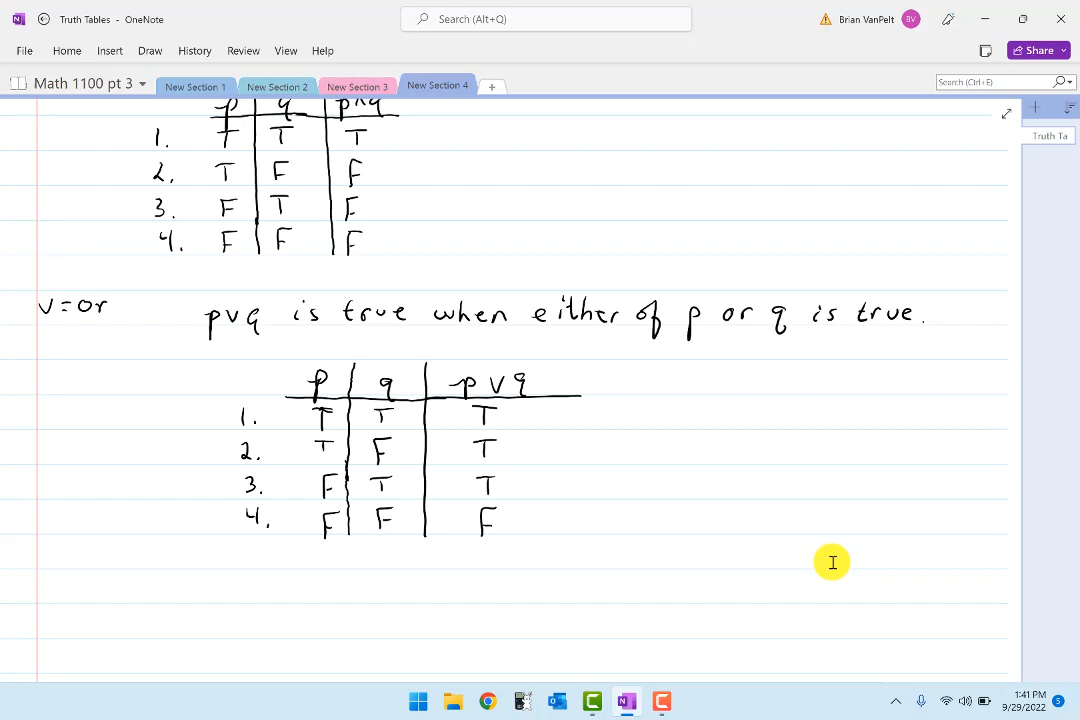 Truth Tables - OneNote
Search (Alt+Q)
Brian VanPelt
BV
File Home Insert Draw History Review View Help
Share
Math 1100 pt 3
New Section 1 New Section 2 New Section 3 New Section 4 +
Search (Ctrl+E)
Truth Ta
p q p∧q
1. T T T
2. T F F
3. F T F
4. F F F
v = or p v q is true when either of p or q is true.
p q p v q
1. T T T
2. T F T
3. F T T
4. F F F
1:41 PM
9/29/2022
5